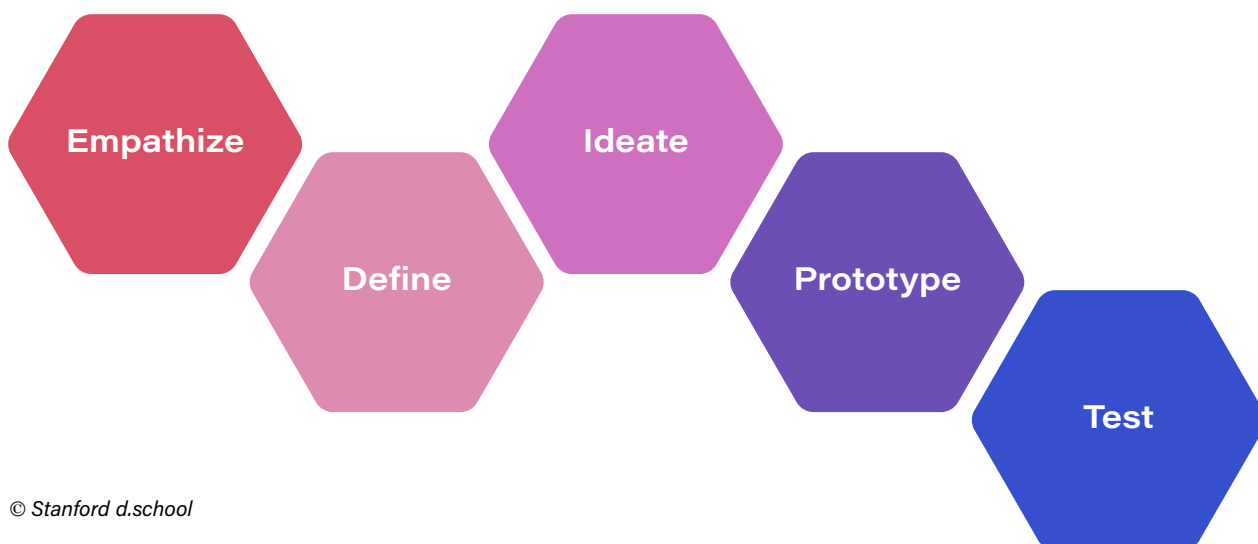 Empathize
Define
Ideate
Prototype
Test
© Stanford d.school